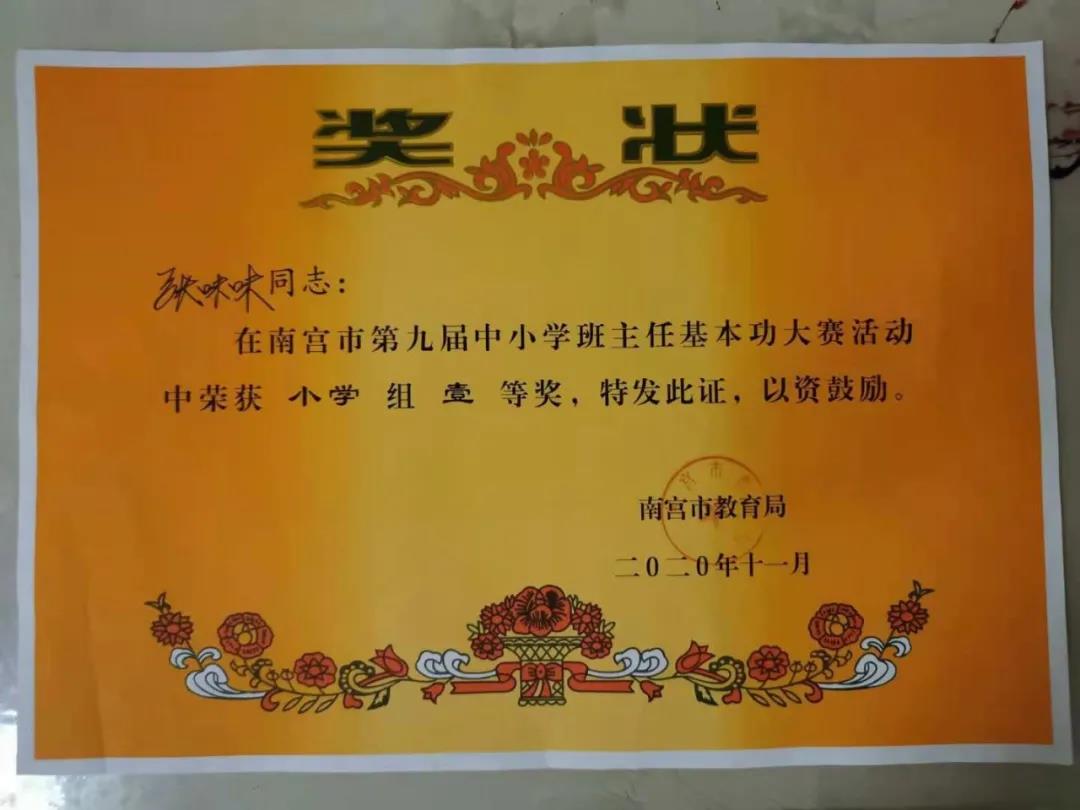 奖状
同志：
在南宫市第九届中小学班主任基本功大赛活动
中荣获 小学 组 壹 等奖，特发此证，以资鼓励。
南宫市教育局
二〇二〇年十一月